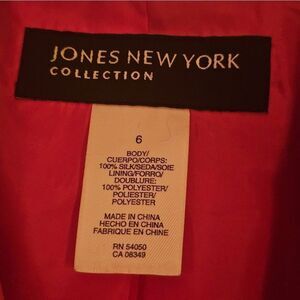 JONES NEW YORK
COLLECTION
6
BODY/
CUERPO/CORPS:
100% SILK/SEDA/SOIE
LINING/FORRO/
DOUBLURE:
100% POLYESTER/
POLIESTER/
POLYESTER
MADE IN CHINA
HECHO EN CHINA
FABRIQUE EN CHINE
RN 54050
CA 08349